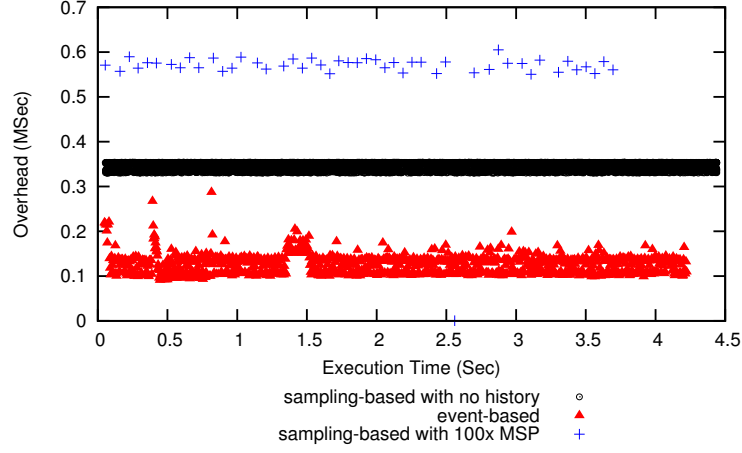 0.7
0.6
0.5
0.4
0.3
0.2
0.1
0
Overhead (MSec)
0 0.5 1 1.5 2 2.5 3 3.5 4 4.5
Execution Time (Sec)
sampling-based with no history
event-based
sampling-based with 100x MSP